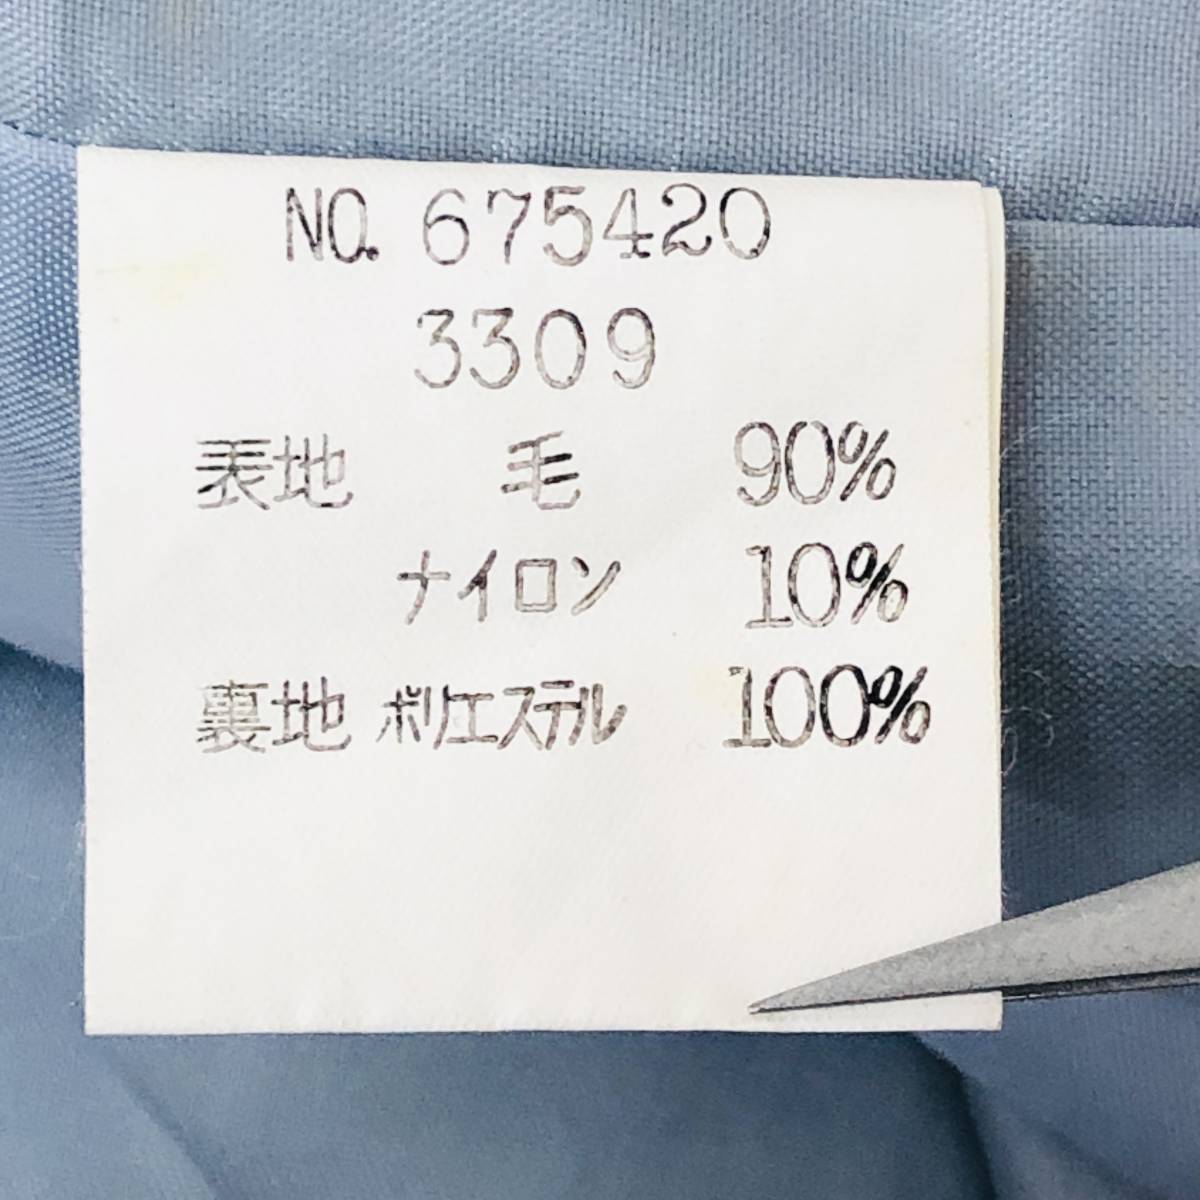 NO. 675420
3309
表地 毛 90%
ナイロン 10%
裏地 ポリエステル 100%